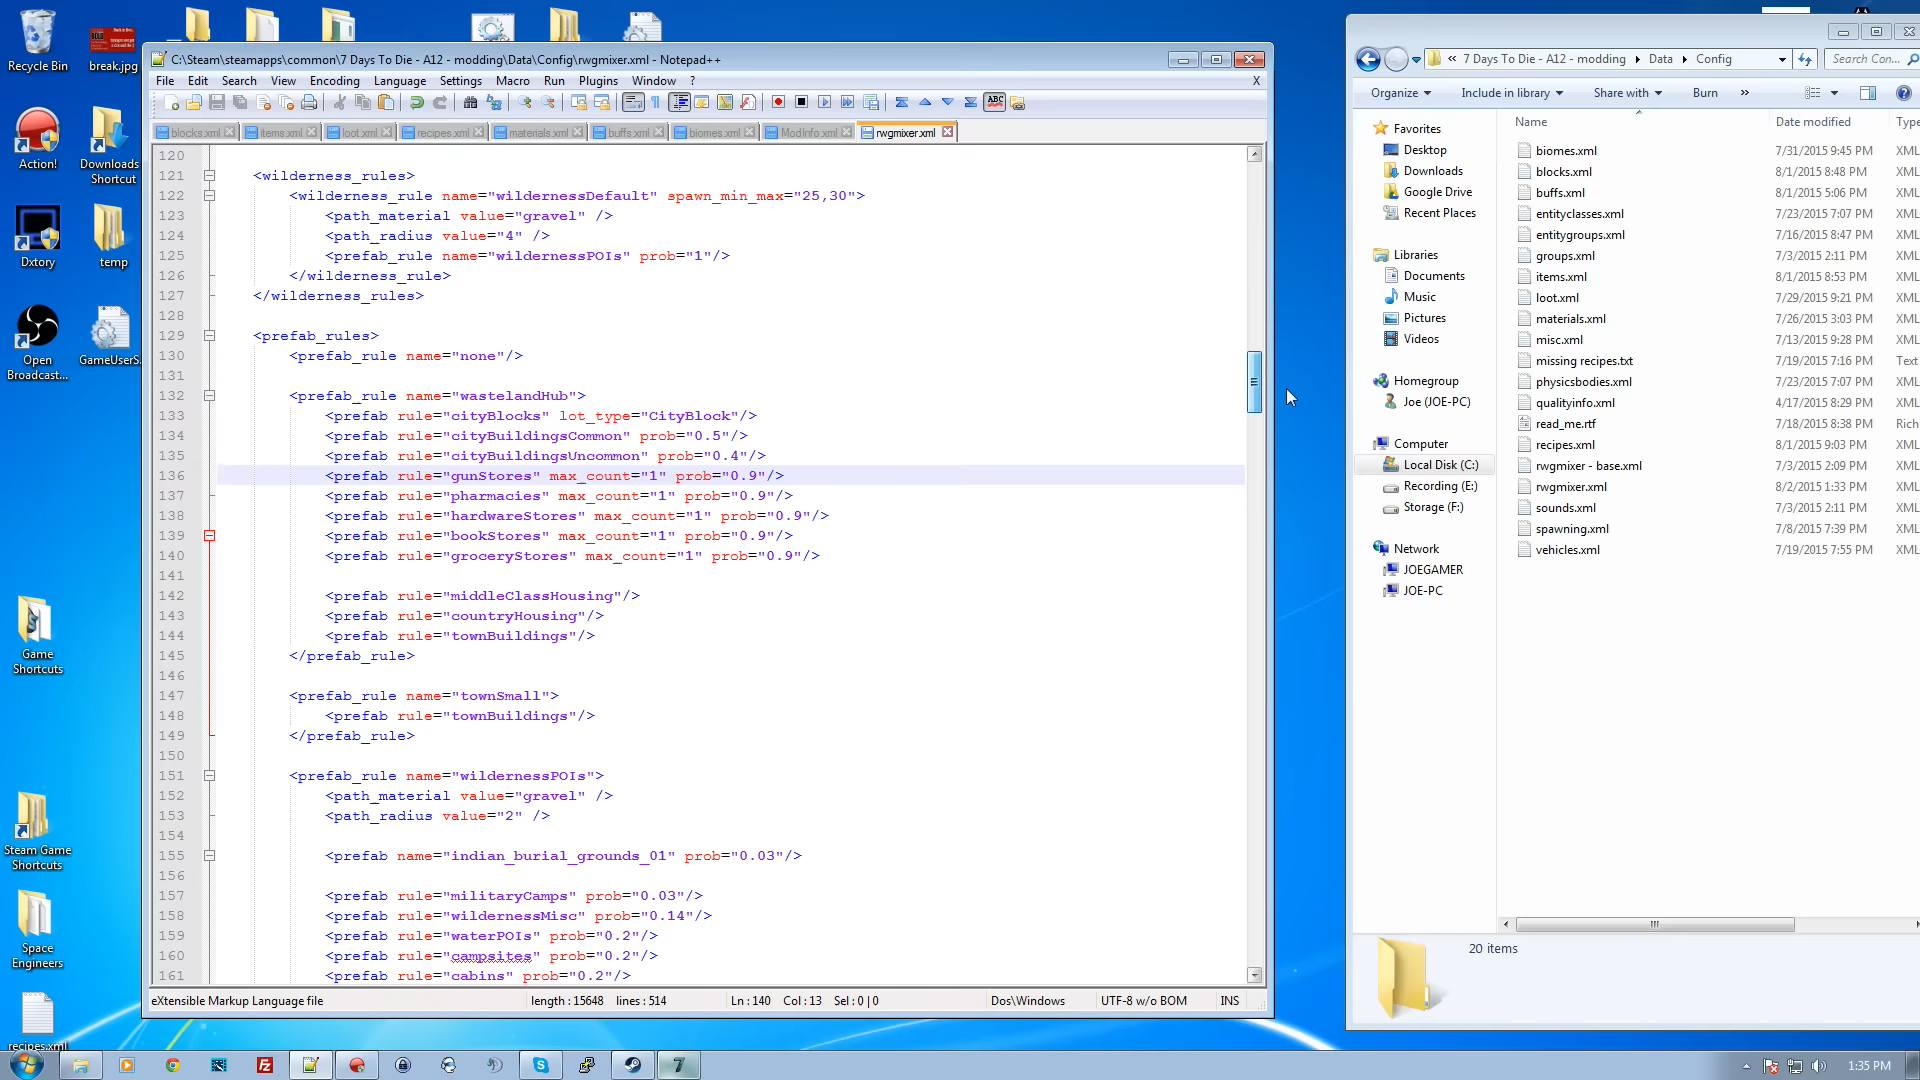 Recycle Bin
break.jpg
Action!
Downloads - Shortcut
Dxtory
temp
Open Broadcast...
GameUserS...
Game Shortcuts
Steam Game Shortcuts
Space Engineers
recipes.xml
C:\Steam\steamapps\common\7 Days To Die - A12 - modding\Data\Config\rwgmixer.xml - Notepad++
File Edit Search View Encoding Language Settings Macro Run Plugins Window ? X
blocks.xml items.xml loot.xml recipes.xml materials.xml buffs.xml biomes.xml ModInfo.xml rwgmixer.xml
120
121 <wilderness_rules>
122 <wilderness_rule name="wildernessDefault" spawn_min_max="25,30">
123 <path_material value="gravel" />
124 <path_radius value="4" />
125 <prefab_rule name="wildernessPOIs" prob="1"/>
126 </wilderness_rule>
127 </wilderness_rules>
128
129 <prefab_rules>
130 <prefab_rule name="none"/>
131
132 <prefab_rule name="wastelandHub">
133 <prefab rule="cityBlocks" lot_type="CityBlock"/>
134 <prefab rule="cityBuildingsCommon" prob="0.5"/>
135 <prefab rule="cityBuildingsUncommon" prob="0.4"/>
136 <prefab rule="gunStores" max_count="1" prob="0.9"/>
137 <prefab rule="pharmacies" max_count="1" prob="0.9"/>
138 <prefab rule="hardwareStores" max_count="1" prob="0.9"/>
139 <prefab rule="bookStores" max_count="1" prob="0.9"/>
140 <prefab rule="groceryStores" max_count="1" prob="0.9"/>
141
142 <prefab rule="middleClassHousing"/>
143 <prefab rule="countryHousing"/>
144 <prefab rule="townBuildings"/>
145 </prefab_rule>
146
147 <prefab_rule name="townSmall">
148 <prefab rule="townBuildings"/>
149 </prefab_rule>
150
151 <prefab_rule name="wildernessPOIs">
152 <path_material value="gravel" />
153 <path_radius value="2" />
154
155 <prefab name="indian_burial_grounds_01" prob="0.03"/>
156
157 <prefab rule="militaryCamps" prob="0.03"/>
158 <prefab rule="wildernessMisc" prob="0.14"/>
159 <prefab rule="waterPOIs" prob="0.2"/>
160 <prefab rule="campsites" prob="0.2"/>
161 <prefab rule="cabins" prob="0.2"/>
eXtensible Markup Language file length : 15648 lines : 514 Ln : 140 Col : 13 Sel : 0 | 0 Dos\Windows UTF-8 w/o BOM INS
« 7 Days To Die - A12 - modding Data Config Search Con...
Organize Include in library Share with Burn »
Favorites
Desktop
Downloads
Google Drive
Recent Places
Libraries
Documents
Music
Pictures
Videos
Homegroup
Joe (JOE-PC)
Computer
Local Disk (C:)
Recording (E:)
Storage (F:)
Network
JOEGAMER
JOE-PC
Name Date modified Type
biomes.xml 7/31/2015 9:45 PM XML
blocks.xml 8/1/2015 8:48 PM XML
buffs.xml 8/1/2015 5:06 PM XML
entityclasses.xml 7/23/2015 7:07 PM XML
entitygroups.xml 7/16/2015 8:47 PM XML
groups.xml 7/3/2015 2:11 PM XML
items.xml 8/1/2015 8:53 PM XML
loot.xml 7/29/2015 9:21 PM XML
materials.xml 7/26/2015 3:03 PM XML
misc.xml 7/13/2015 9:28 PM XML
missing recipes.txt 7/19/2015 7:16 PM Text
physicsbodies.xml 7/23/2015 7:07 PM XML
qualityinfo.xml 4/17/2015 8:29 PM XML
read_me.rtf 7/18/2015 8:38 PM Rich
recipes.xml 8/1/2015 9:03 PM XML
rwgmixer - base.xml 7/3/2015 2:09 PM XML
rwgmixer.xml 8/2/2015 1:33 PM XML
sounds.xml 7/3/2015 2:11 PM XML
spawning.xml 7/8/2015 7:39 PM XML
vehicles.xml 7/19/2015 7:55 PM XML
20 items
1:35 PM